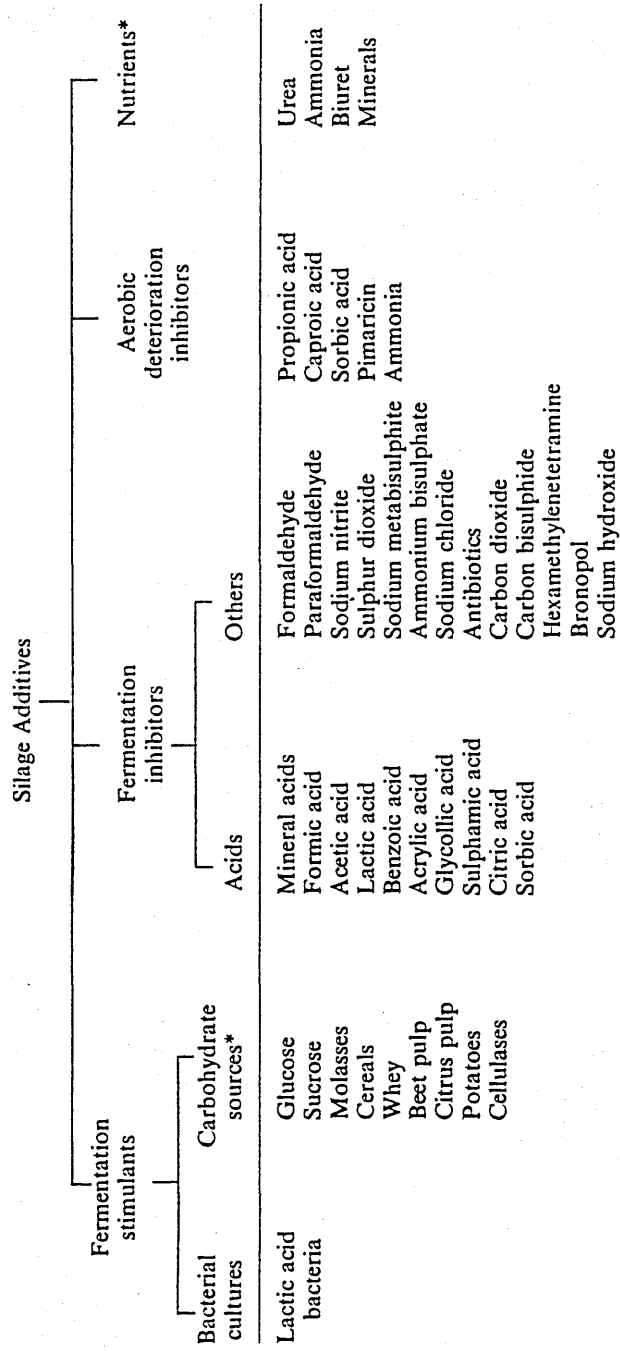 Silage Additives
Fermentation
stimulants
Fermentation
inhibitors
Aerobic
deterioration
inhibitors
Nutrients*
Bacterial
cultures
Carbohydrate
sources*
Acids
Others
Lactic acid
bacteria
Glucose
Sucrose
Molasses
Cereals
Whey
Beet pulp
Citrus pulp
Potatoes
Cellulases
Mineral acids
Formic acid
Acetic acid
Lactic acid
Benzoic acid
Acrylic acid
Glycollic acid
Sulphamic acid
Citric acid
Sorbic acid
Formaldehyde
Paraformaldehyde
Sodium nitrite
Sulphur dioxide
Sodium metabisulphite
Ammonium bisulphate
Sodium chloride
Antibiotics
Carbon dioxide
Carbon bisulphide
Hexamethylenetetramine
Bronopol
Sodium hydroxide
Propionic acid
Caproic acid
Sorbic acid
Pimaricin
Ammonia
Urea
Ammonia
Biuret
Minerals